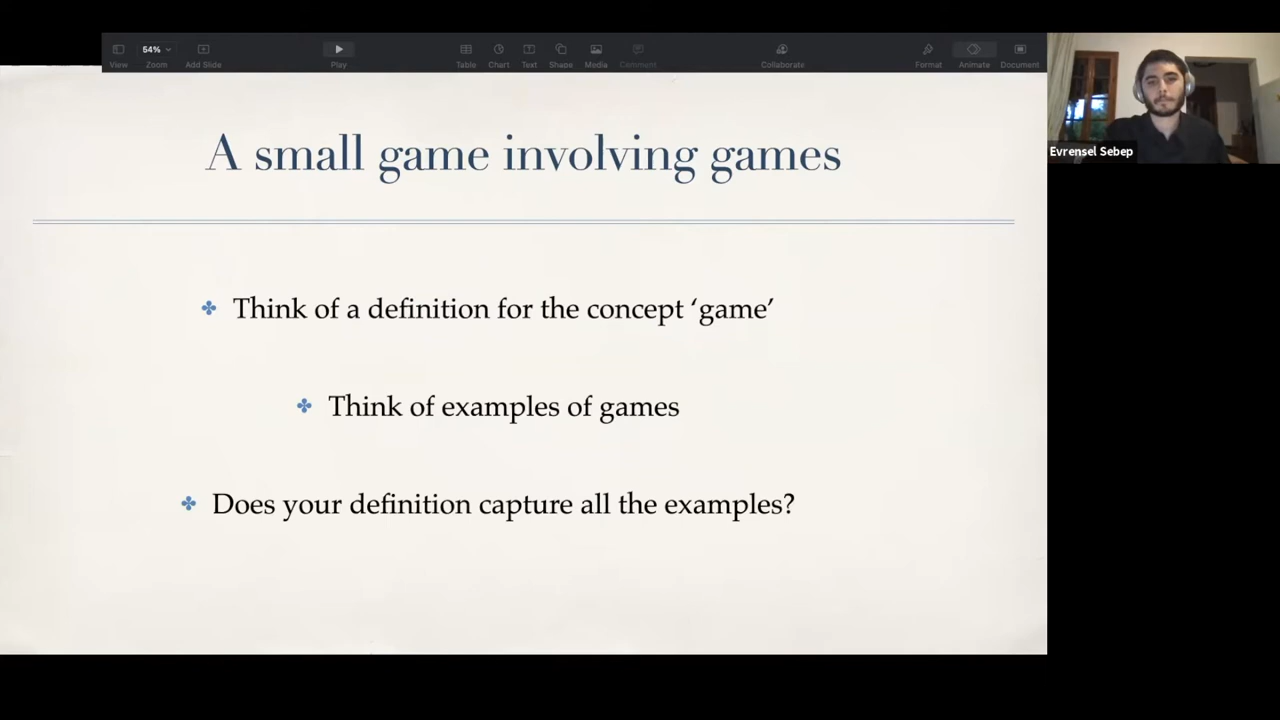 54%
View
Zoom
Add Slide
Play
Table
Chart
Text
Shape
Media
Comment
Collaborate
Format
Animate
Document
Evrensel Sebep
A small game involving games
Think of a definition for the concept ‘game’
Think of examples of games
Does your definition capture all the examples?